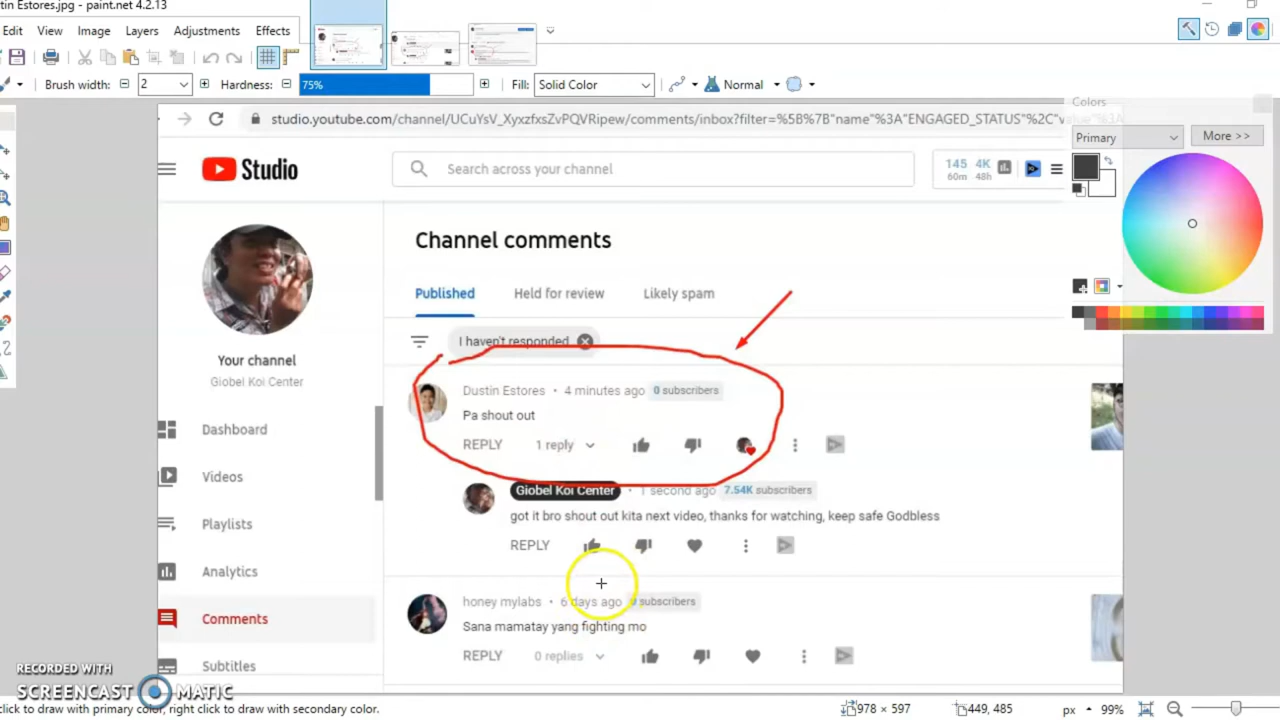 tin Estores.jpg - paint.net 4.2.13
Edit View Image Layers Adjustments Effects
Brush width: 2 Hardness: 75% Fill: Solid Color Normal
Colors
Primary More >>
studio.youtube.com/channel/UCuYsV_XyxzfxsZvPQVRipew/comments/inbox?filter=%5B%7B"name"%3A"ENGAGED_STATUS"%2C"value"%3A
Studio
Search across your channel
145 4K
60m 48h
Channel comments
Published Held for review Likely spam
I haven't responded
Your channel
Giobel Koi Center
Dashboard
Videos
Playlists
Analytics
Comments
Subtitles
Dustin Estores • 4 minutes ago 0 subscribers
Pa shout out
REPLY 1 reply
Giobel Koi Center • 1 second ago 7.54K subscribers
got it bro shout out kita next video, thanks for watching, keep safe Godbless
REPLY
honey mylabs • 6 days ago 0 subscribers
Sana mamatay yang fighting mo
REPLY 0 replies
RECORDED WITH
SCREENCAST MATIC
click to draw with primary color, right click to draw with secondary color.
978 × 597 449, 485 px 99%